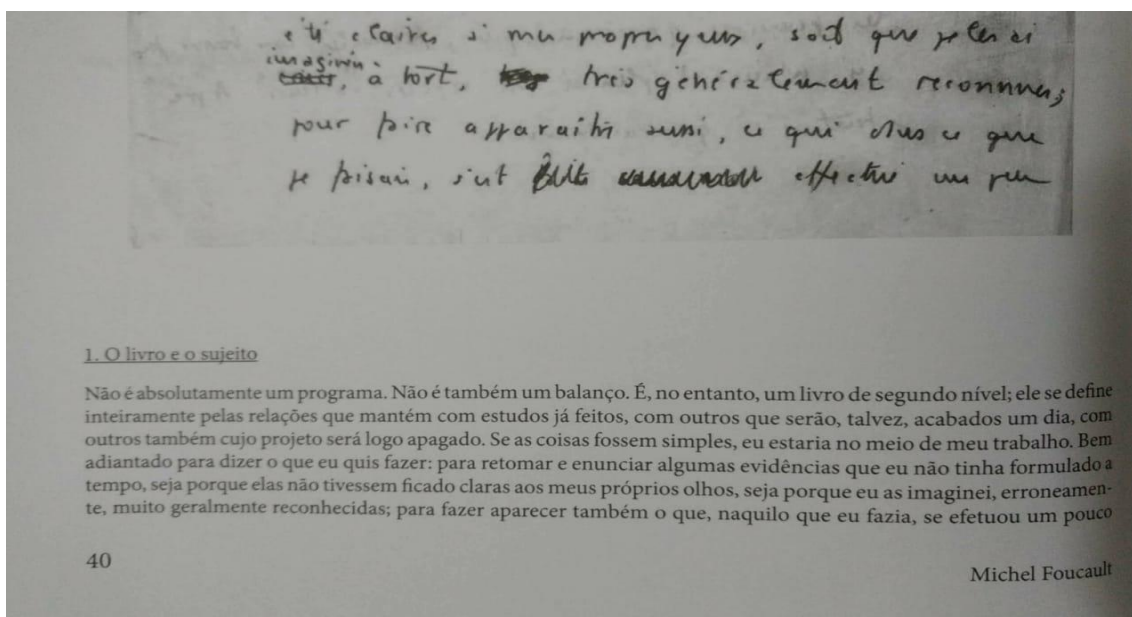 été claires à mes propres yeux, soit que je les ai
imaginé
à tort, très généralement reconnues;
pour faire apparaître aussi, ce qui dans ce que
je faisais, s'est effectué un peu
1. O livro e o sujeito
Não é absolutamente um programa. Não é também um balanço. É, no entanto, um livro de segundo nível; ele se define
inteiramente pelas relações que mantém com estudos já feitos, com outros que serão, talvez, acabados um dia, com
outros também cujo projeto será logo apagado. Se as coisas fossem simples, eu estaria no meio de meu trabalho. Bem
adiantado para dizer o que eu quis fazer: para retomar e enunciar algumas evidências que eu não tinha formulado a
tempo, seja porque elas não tivessem ficado claras aos meus próprios olhos, seja porque eu as imaginei, erroneamen-
te, muito geralmente reconhecidas; para fazer aparecer também o que, naquilo que eu fazia, se efetuou um pouco
40
Michel Foucault